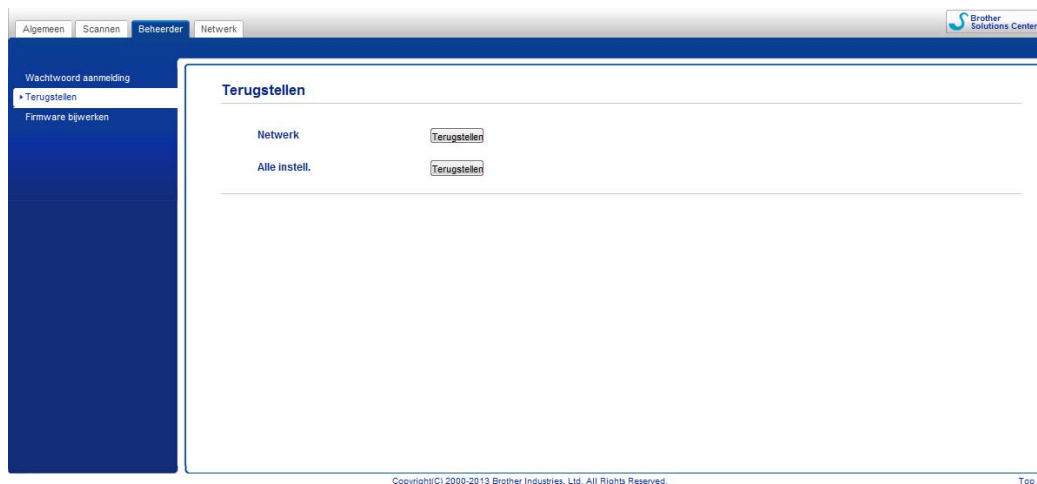 Algemeen Scannen Beheerder Netwerk
Brother
Solutions Center
Wachtwoord aanmelding
Terugstellen
Firmware bijwerken
Terugstellen
Netwerk Terugstellen
Alle instell. Terugstellen
Copyright(C) 2000-2013 Brother Industries, Ltd. All Rights Reserved. Top